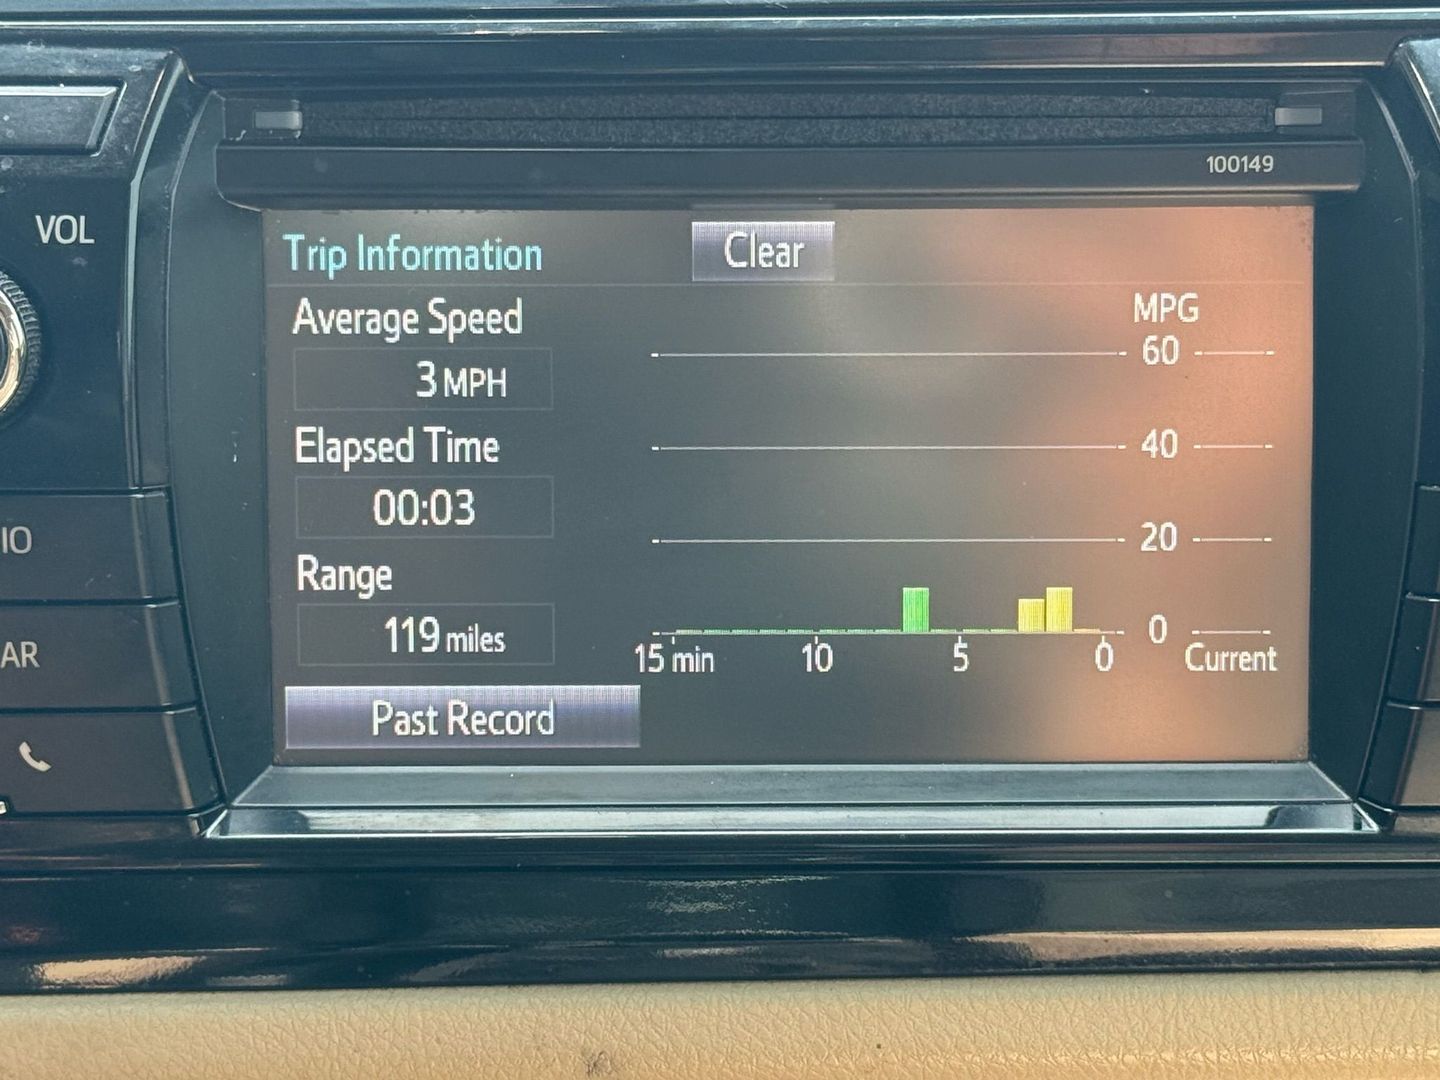 100149
VOL
Trip Information
Clear
Average Speed
3 MPH
Elapsed Time
00:03
Range
119 miles
Past Record
MPG
60
40
20
0
15 min 10 5 0 Current
IO
AR